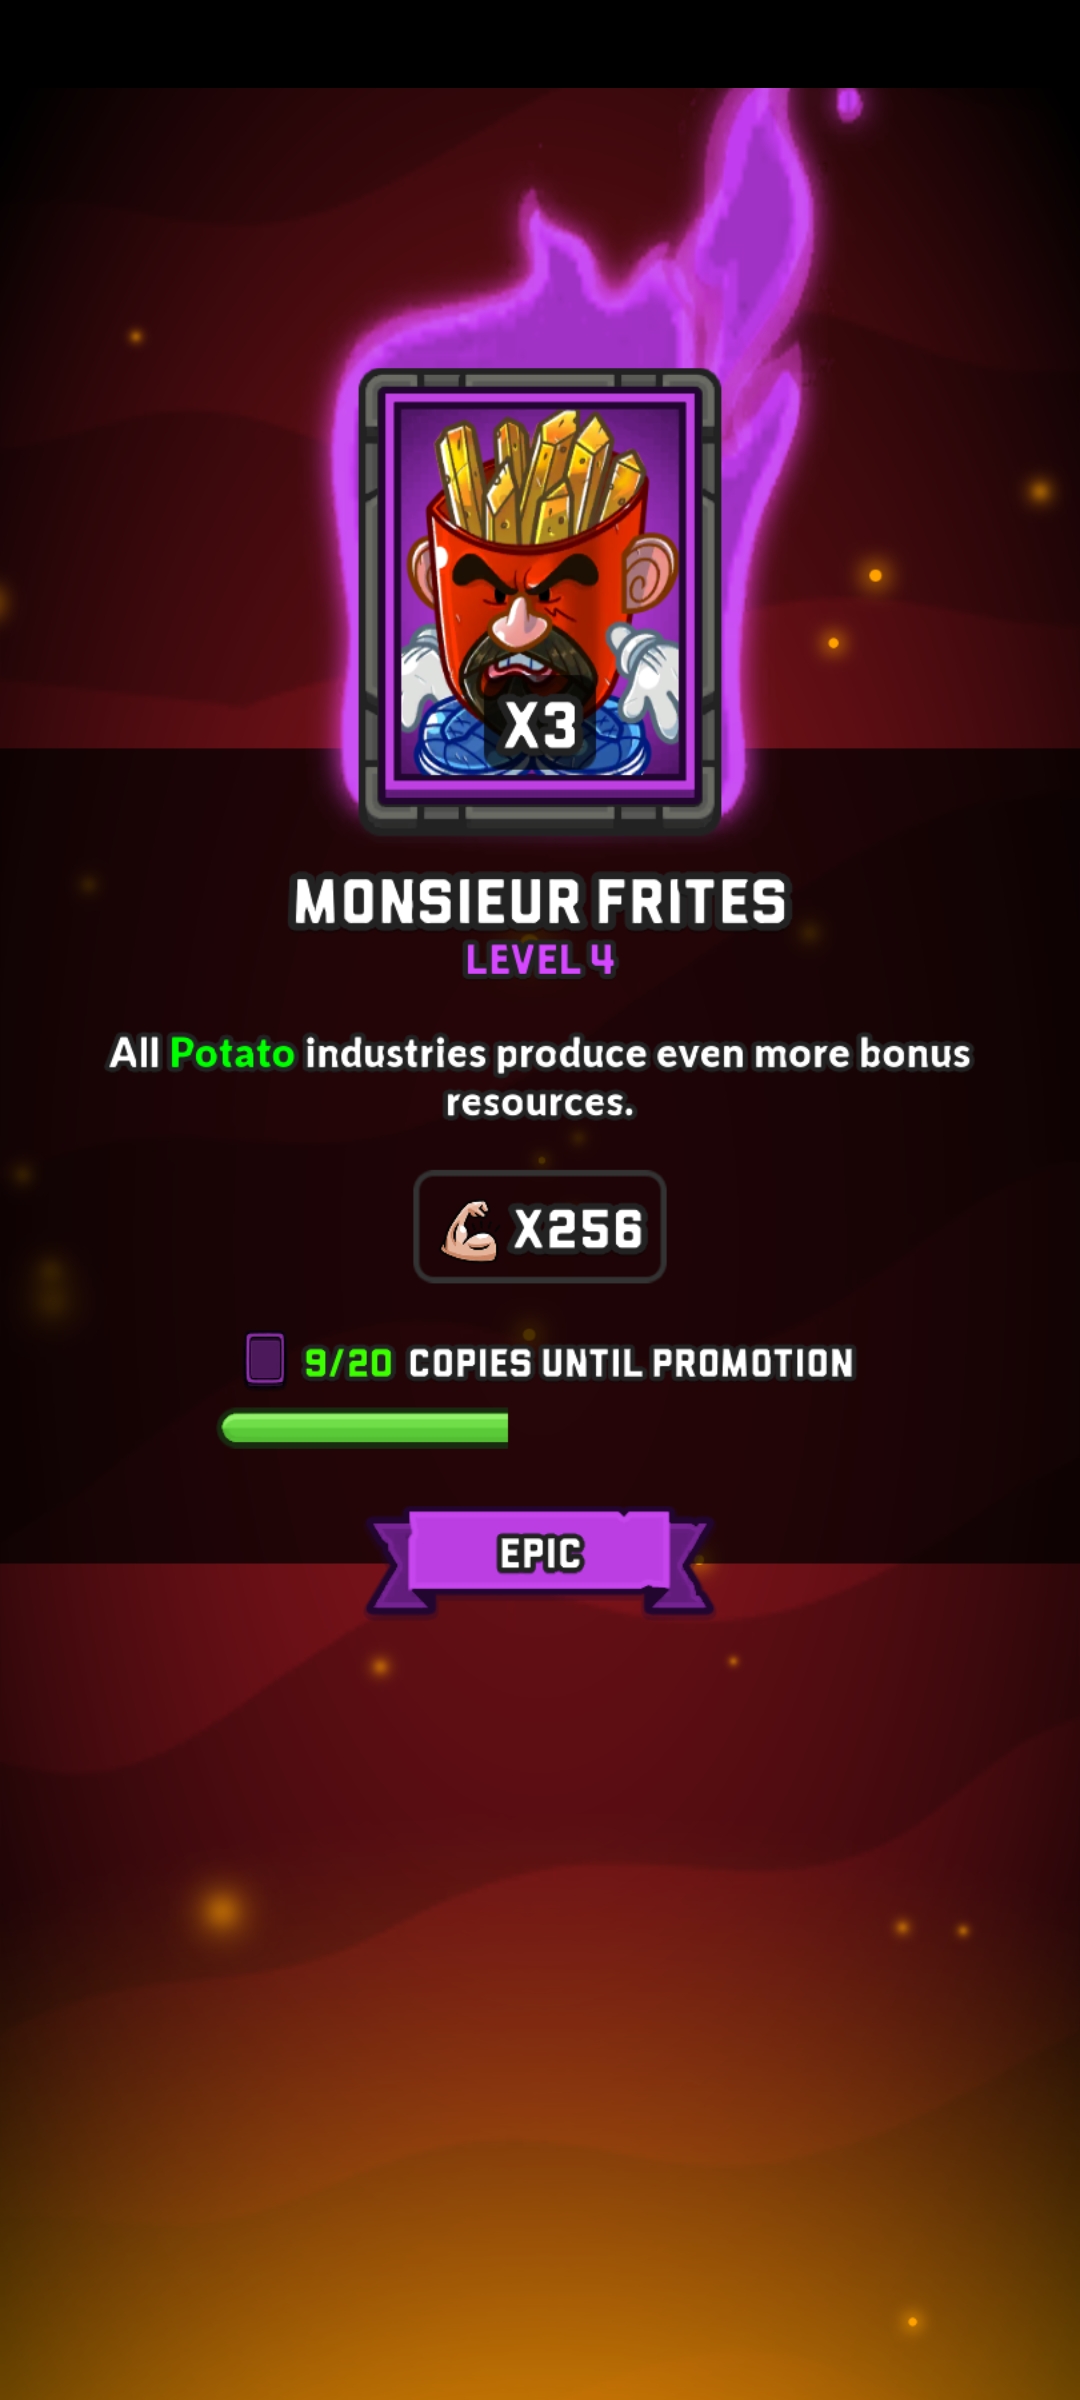 X3
MONSIEUR FRITES
LEVEL 4
All Potato industries produce even more bonus
resources.
X256
9/20 COPIES UNTIL PROMOTION
EPIC